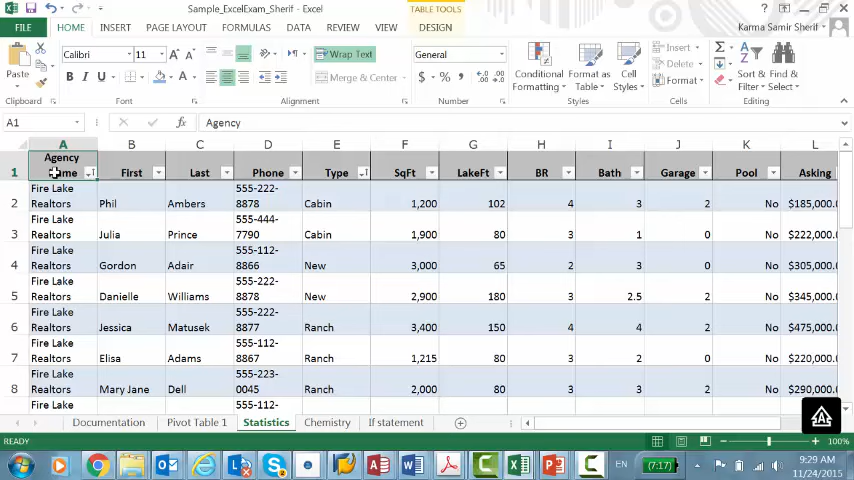 Sample_ExcelExam_Sherif - Excel
TABLE TOOLS
FILE HOME INSERT PAGE LAYOUT FORMULAS DATA REVIEW VIEW DESIGN Karma Samir Sherif
Calibri 11 Wrap Text General Insert
Paste Merge & Center Conditional Formatting Format as Table Cell Styles Delete Sort & Filter Find & Select
Format
Clipboard Font Alignment Number Styles Cells Editing
A1 fx Agency
A B C D E F G H I J K L
1 Agency Name First Last Phone Type SqFt LakeFt BR Bath Garage Pool Asking
2 Fire Lake Realtors Phil Ambers 555-222-8878 Cabin 1,200 102 4 3 2 No $185,000.0
3 Fire Lake Realtors Julia Prince 555-444-7790 Cabin 1,900 80 3 1 0 No $222,000.0
4 Fire Lake Realtors Gordon Adair 555-112-8866 New 3,000 65 2 3 0 No $305,000.0
5 Fire Lake Realtors Danielle Williams 555-222-8878 New 2,900 180 3 2.5 2 No $345,000.0
6 Fire Lake Realtors Jessica Matusek 555-222-8877 Ranch 3,400 150 4 4 2 No $475,000.0
7 Fire Lake Realtors Elisa Adams 555-112-8867 Ranch 1,215 80 3 2 0 No $220,000.0
8 Fire Lake Realtors Mary Jane Dell 555-223-0045 Ranch 2,000 80 3 3 2 No $290,000.0
Fire Lake 555-112-
Documentation Pivot Table 1 Statistics Chemistry If statement
READY 100%
EN (7:17) 9:29 AM
11/24/2015